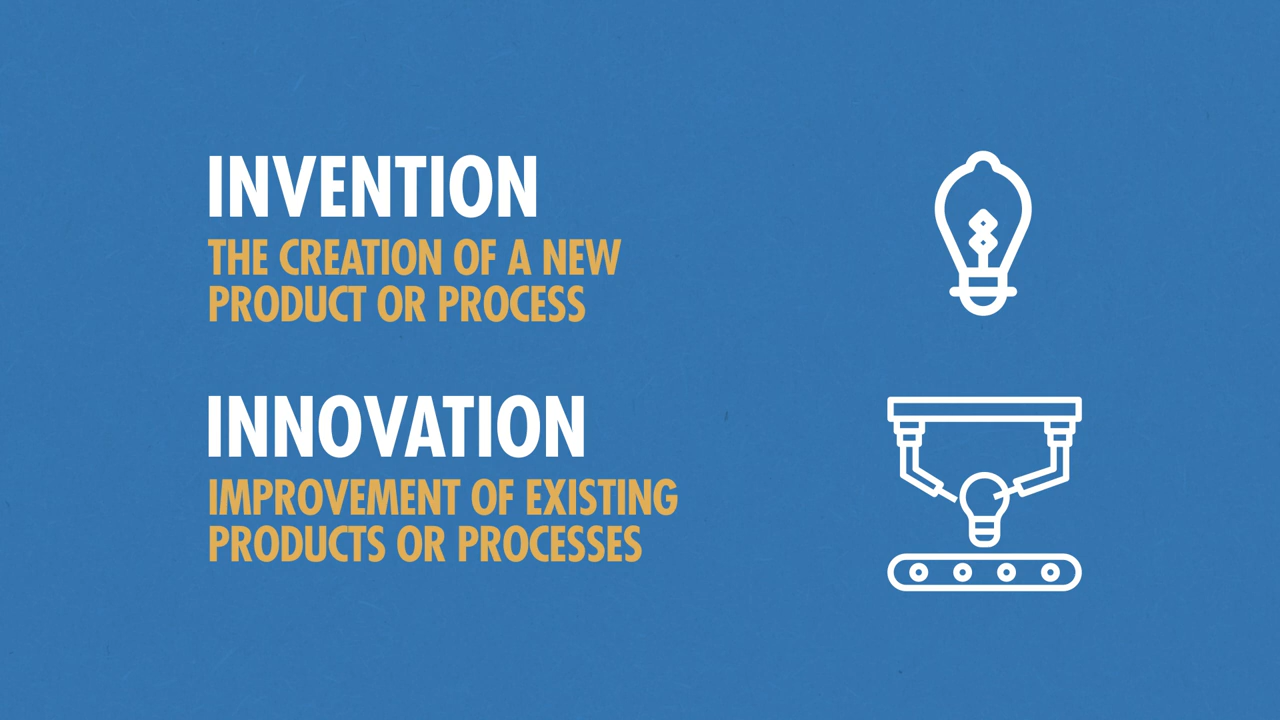 INVENTION
THE CREATION OF A NEW
PRODUCT OR PROCESS
INNOVATION
IMPROVEMENT OF EXISTING
PRODUCTS OR PROCESSES